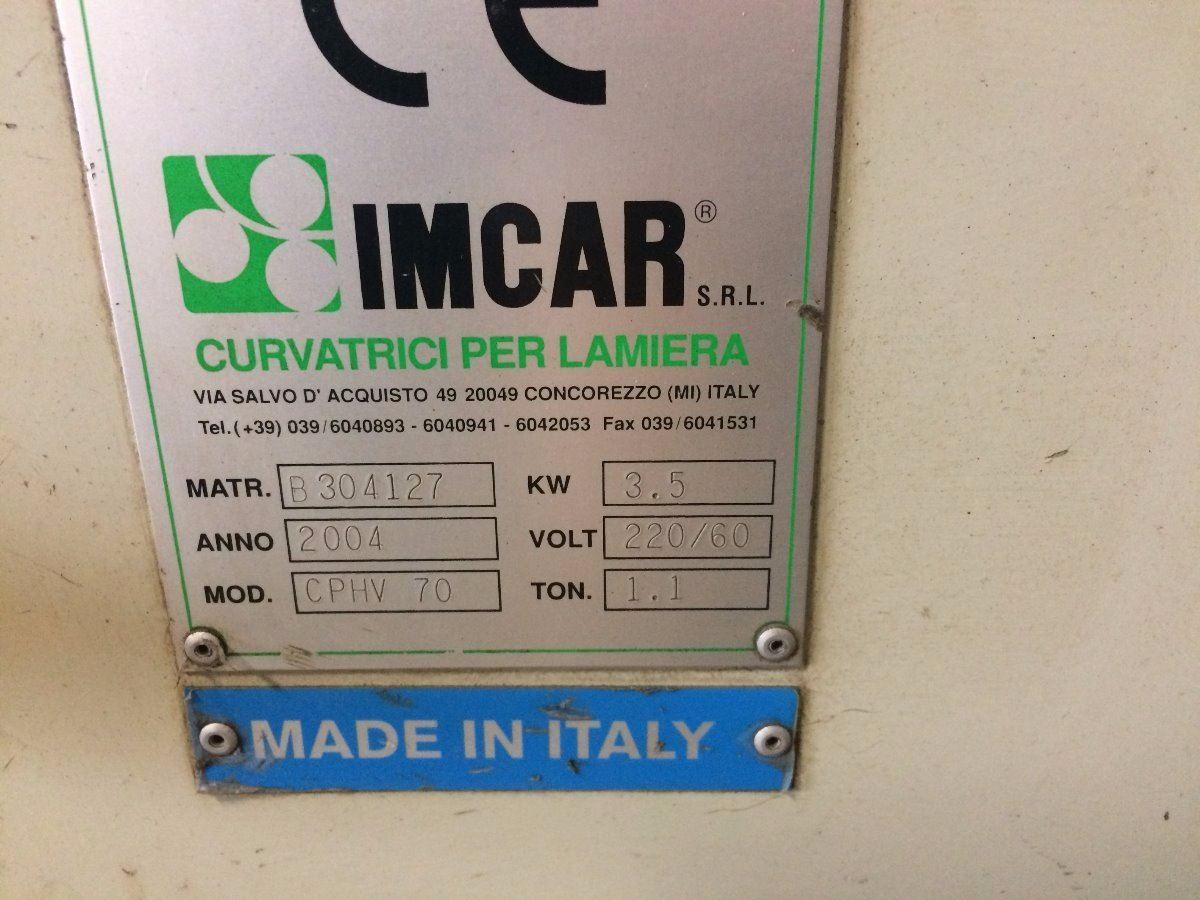 CE
IMCAR® S.R.L.
CURVATRICI PER LAMIERA
VIA SALVO D' ACQUISTO 49 20049 CONCOREZZO (MI) ITALY
Tel.(+39) 039/6040893 - 6040941 - 6042053 Fax 039/6041531
MATR. B304127 KW 3.5
ANNO 2004 VOLT 220/60
MOD. CPHV 70 TON. 1.1
MADE IN ITALY